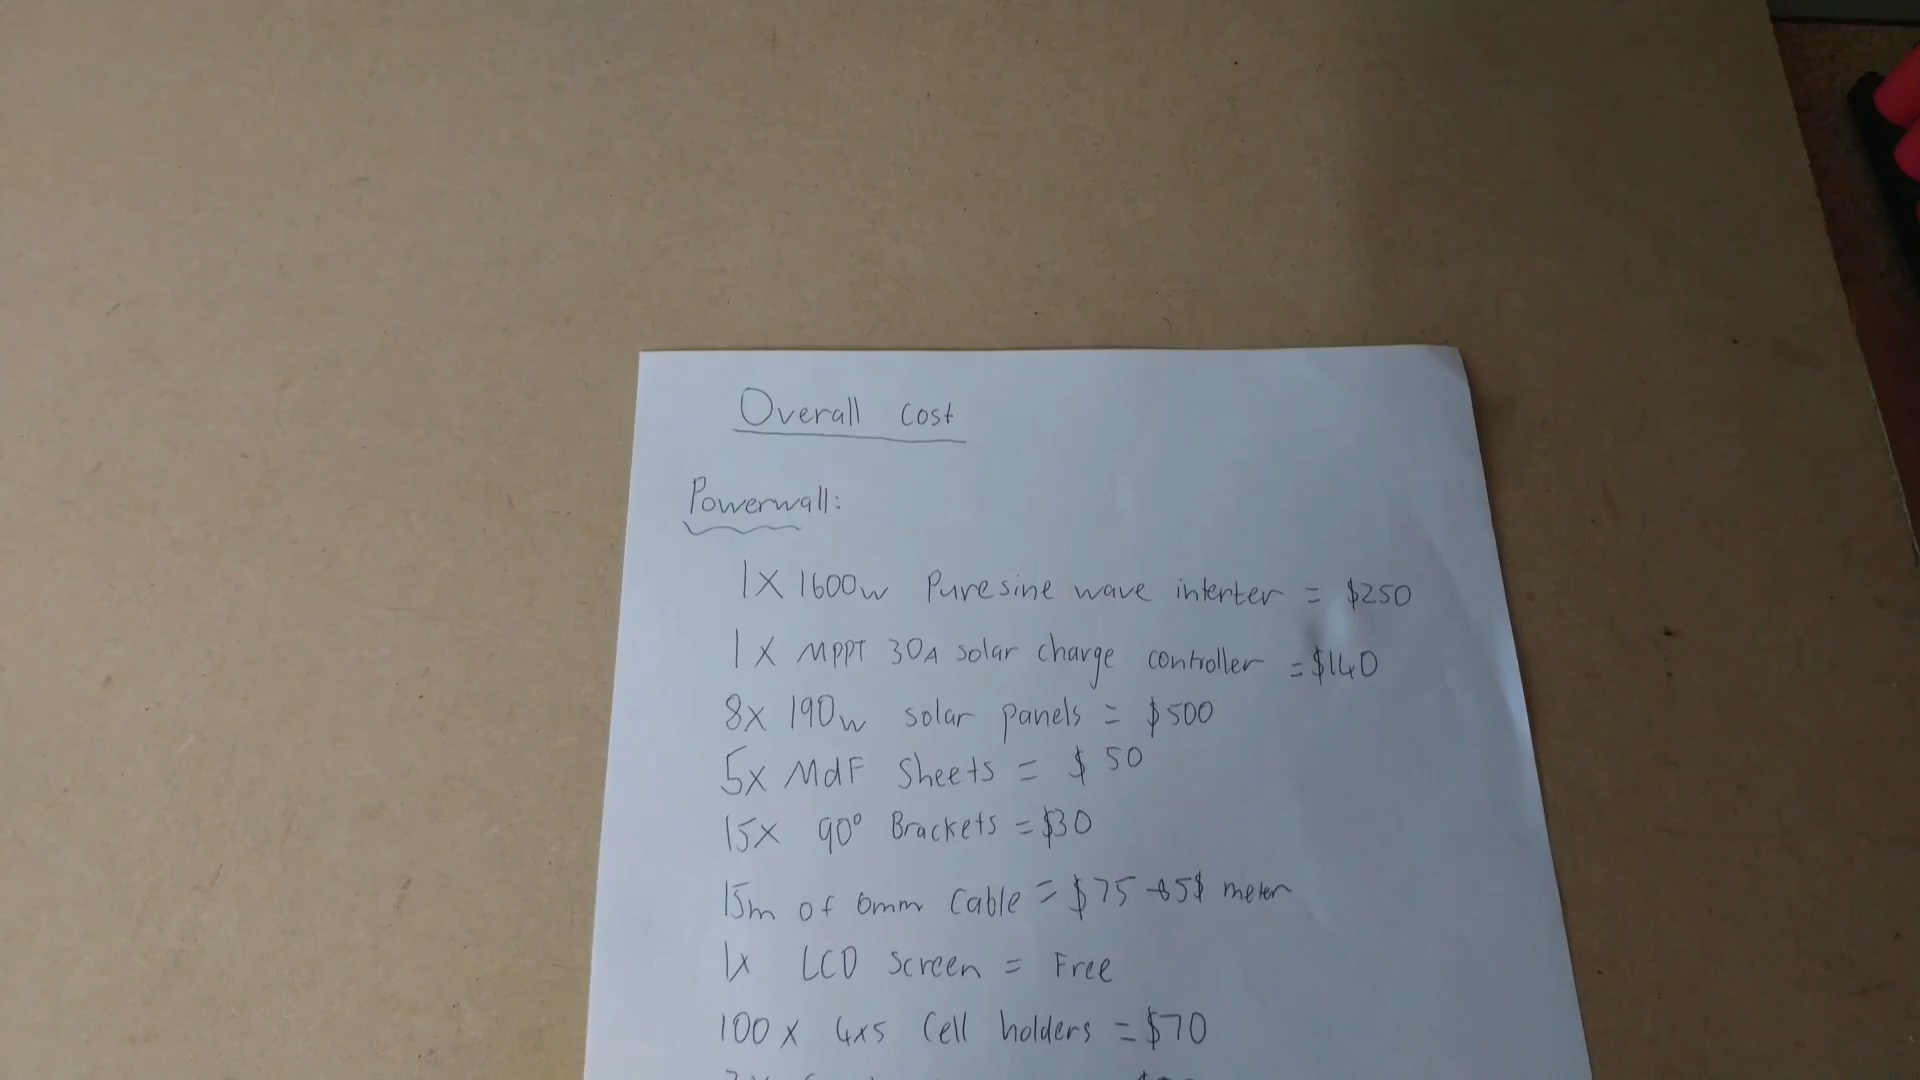 Overall cost
Powerwall:
1X 1600w Puresine wave interter = $250
1X MPPT 30A solar charge controller = $140
8x 190w solar panels = $500
5x MdF Sheets = $50
15x 90° Brackets = $30
15m of 6mm Cable = $75 5$ meter
1x LCD Screen = Free
100 x 4x5 Cell holders = $70